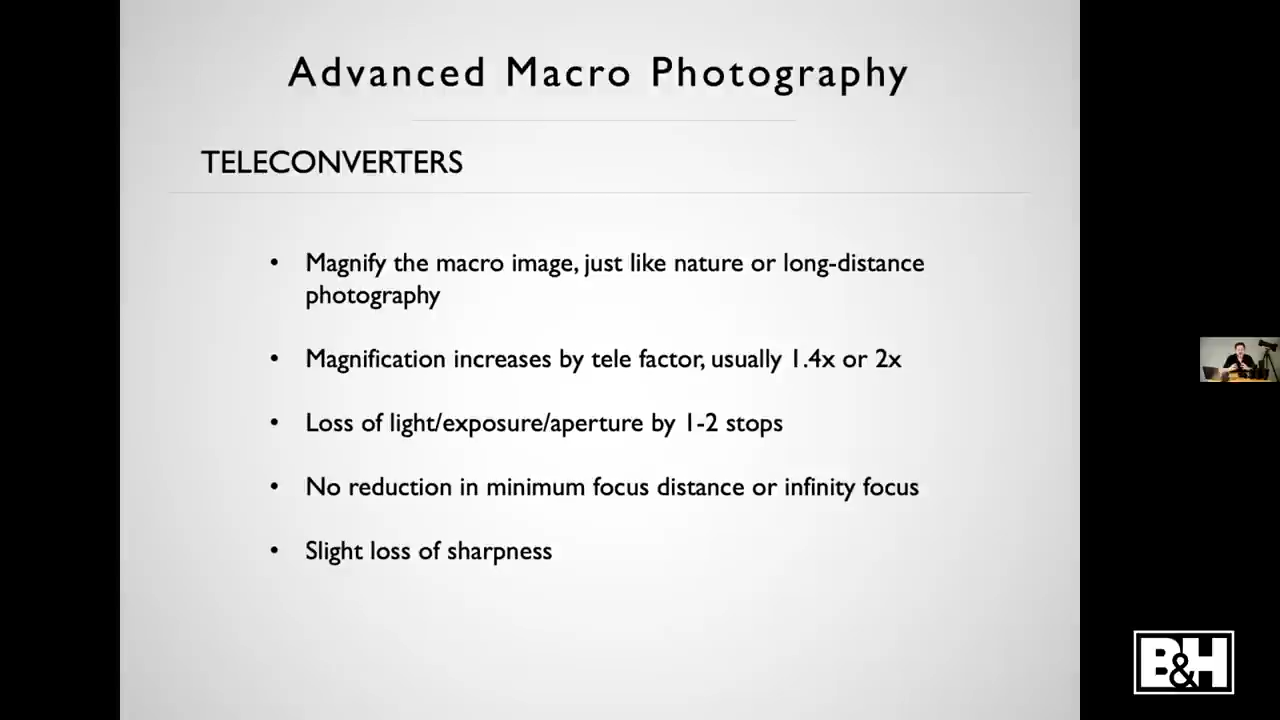 Advanced Macro Photography
TELECONVERTERS
• Magnify the macro image, just like nature or long-distance
photography
• Magnification increases by tele factor, usually 1.4x or 2x
• Loss of light/exposure/aperture by 1-2 stops
• No reduction in minimum focus distance or infinity focus
• Slight loss of sharpness
B&H